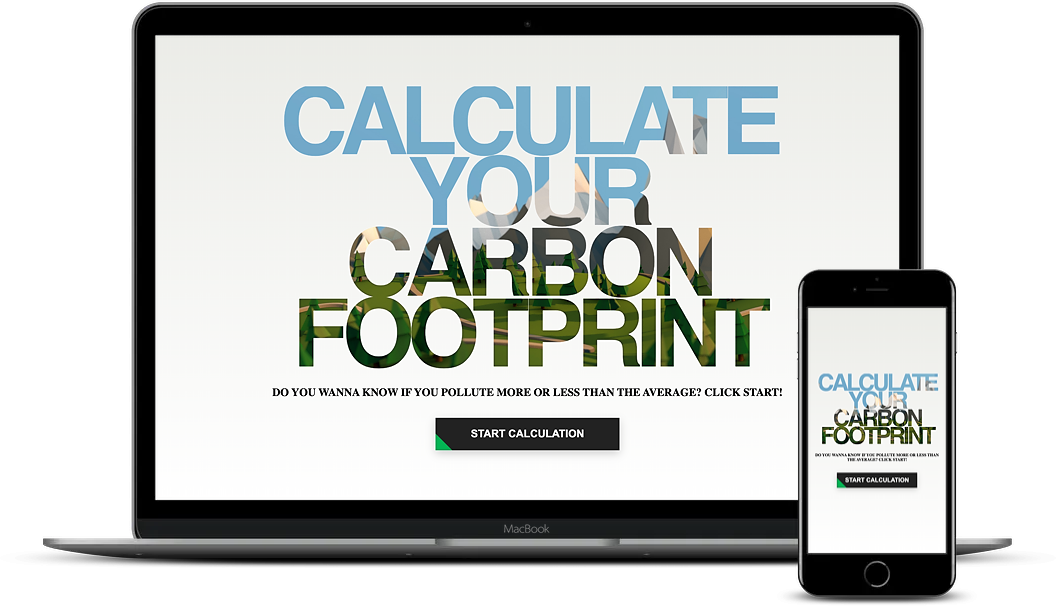 CALCULATE
YOUR
CARBON
FOOTPRINT
DO YOU WANNA KNOW IF YOU POLLUTE MORE OR LESS THAN THE AVERAGE? CLICK START!
START CALCULATION
MacBook
CALCULATE
YOUR
CARBON
FOOTPRINT
DO YOU WANNA KNOW IF YOU POLLUTE MORE OR LESS THAN
THE AVERAGE? CLICK START!
START CALCULATION